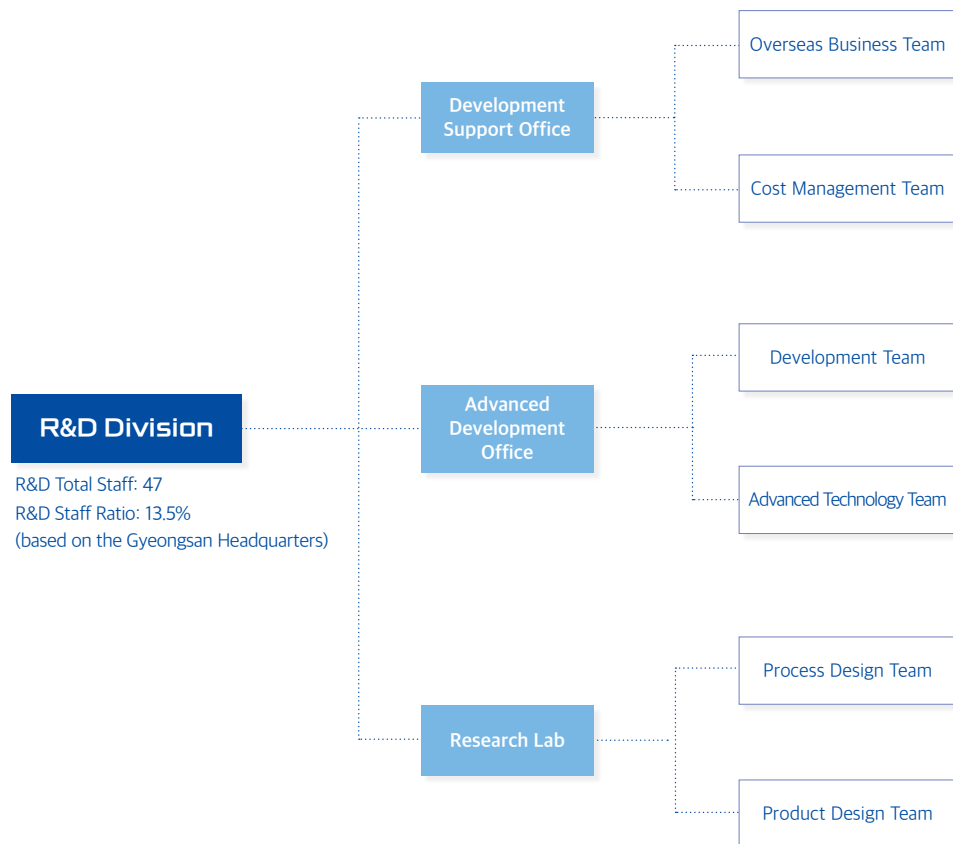 R&D Division
R&D Total Staff: 47
R&D Staff Ratio: 13.5%
(based on the Gyeongsan Headquarters)
Development
Support Office
Overseas Business Team
Cost Management Team
Advanced
Development
Office
Development Team
Advanced Technology Team
Research Lab
Process Design Team
Product Design Team